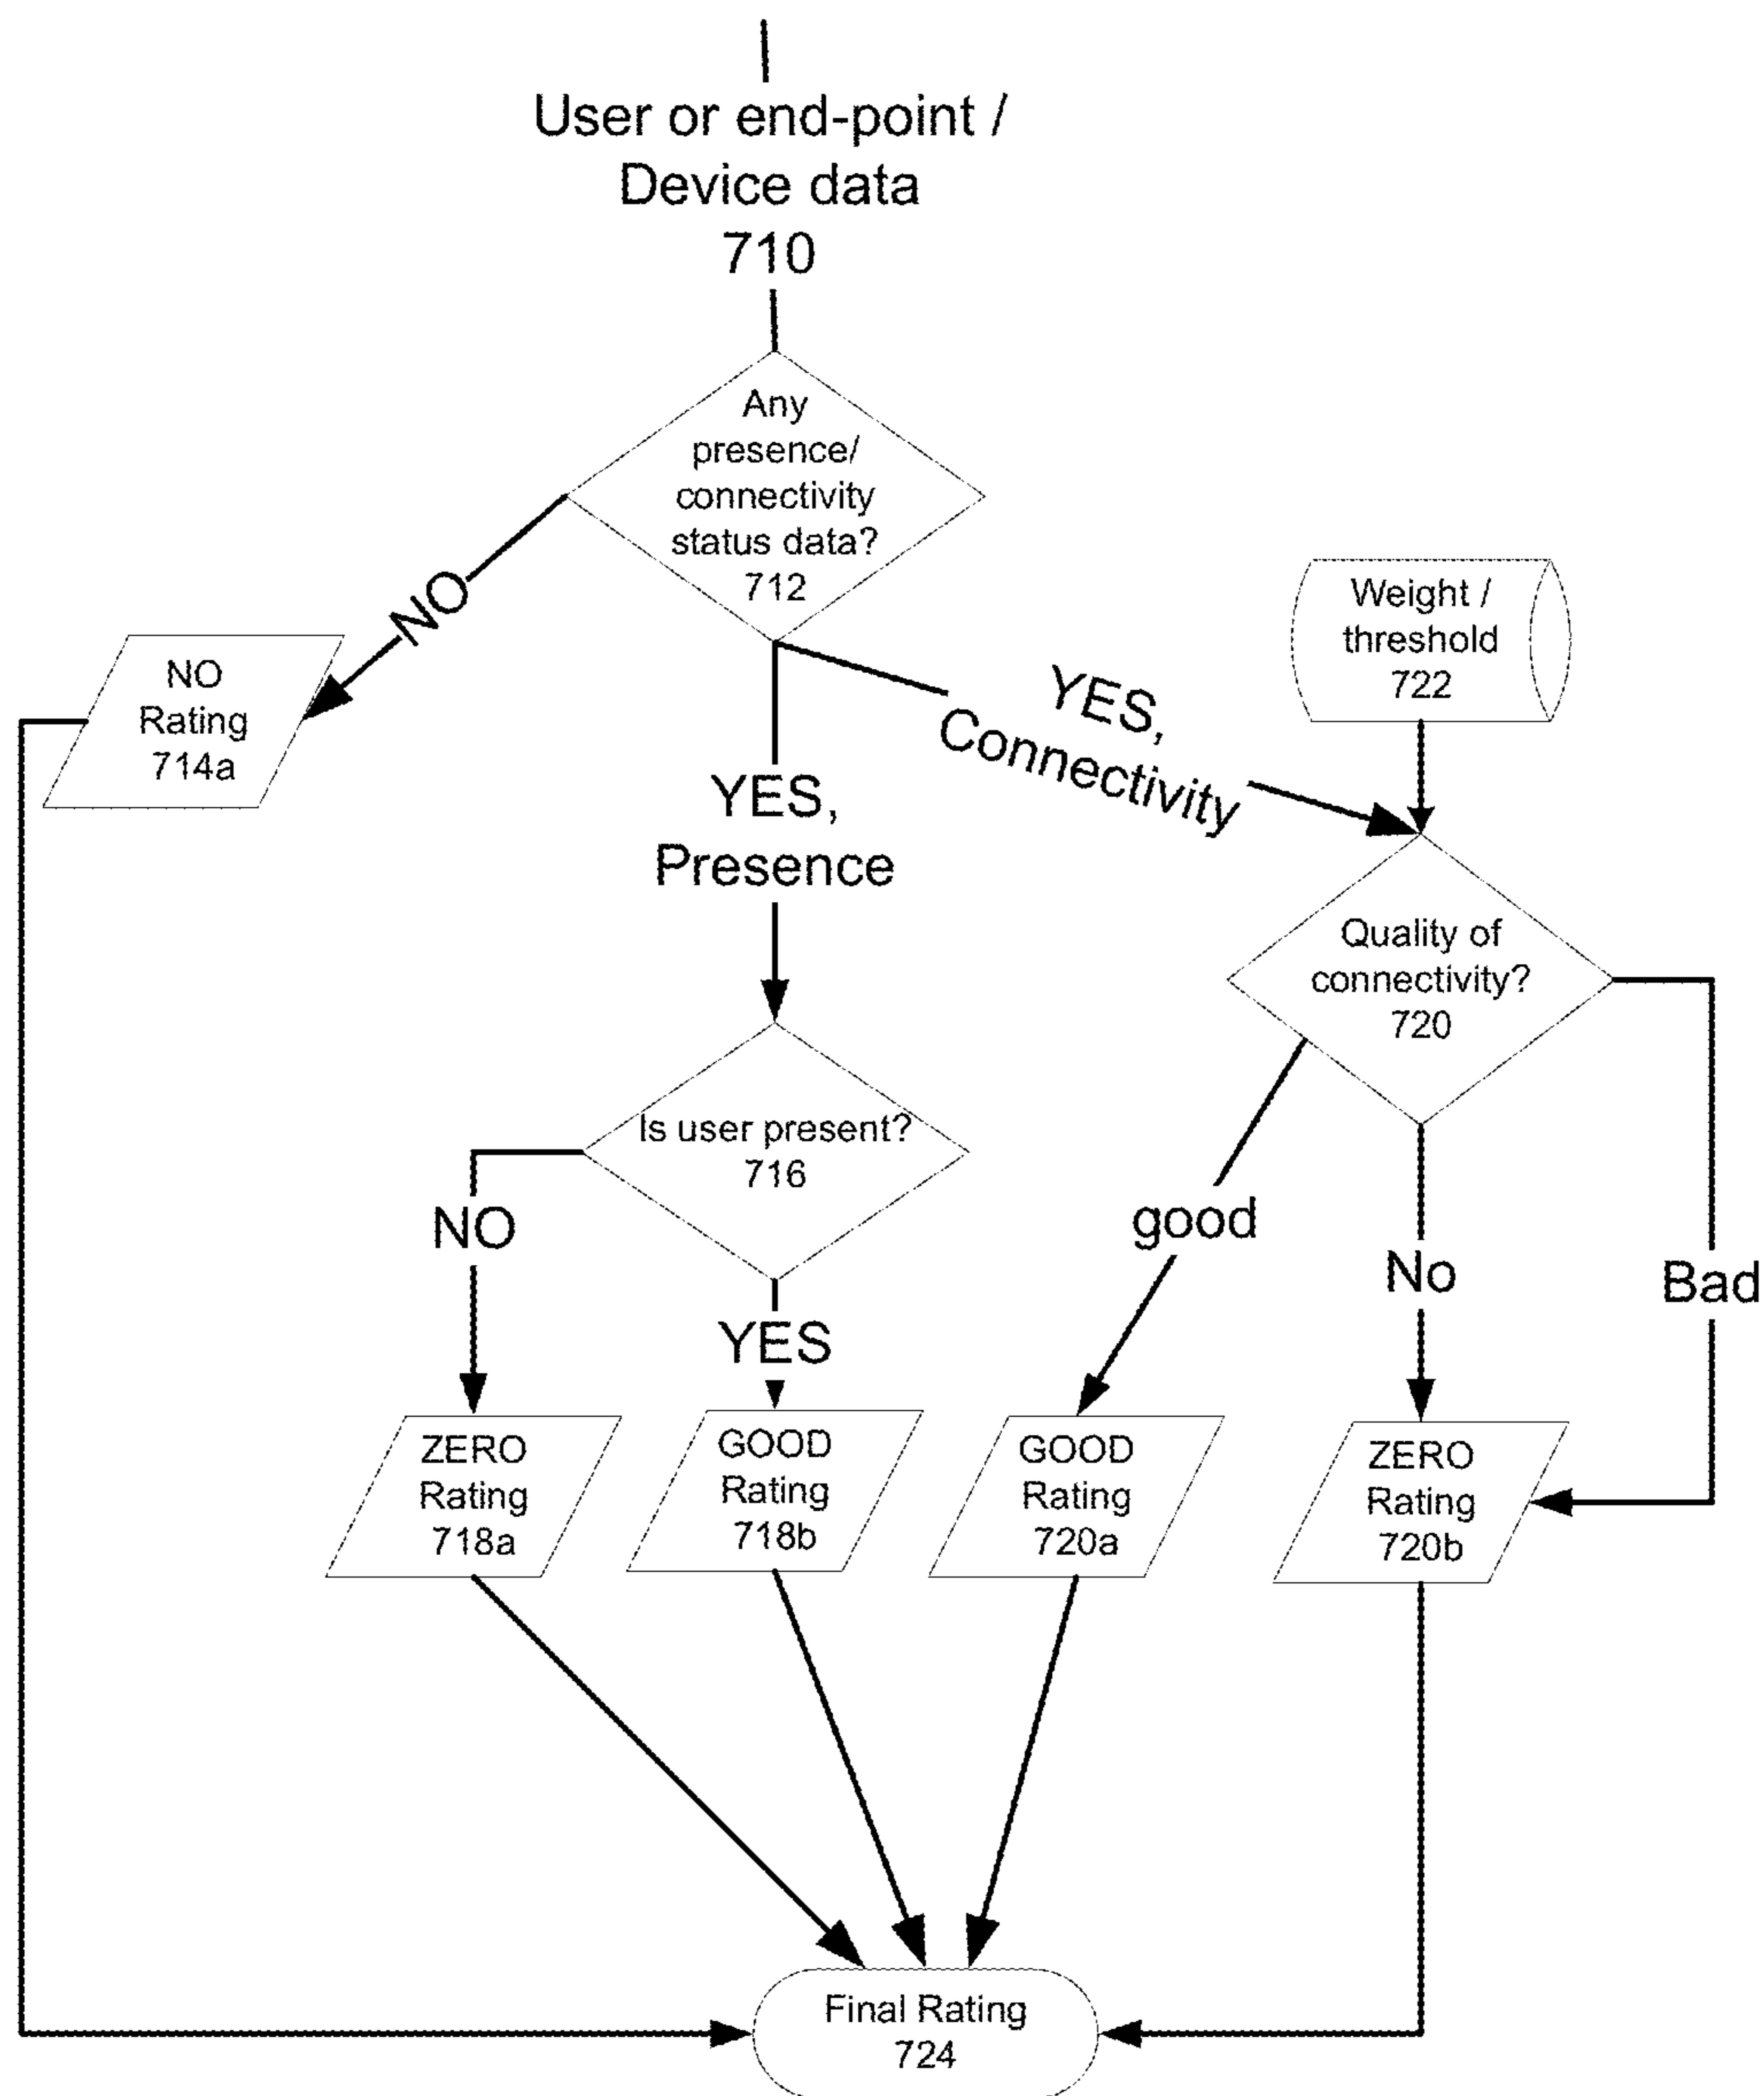 User or end-point /
Device data
710
Any
presence/
connectivity
status data?
712
NO
NO
Rating
714a
YES,
Connectivity
Weight /
threshold
722
YES,
Presence
Quality of
connectivity?
720
Is user present?
716
NO
YES
good
No
Bad
ZERO
Rating
718a
GOOD
Rating
718b
GOOD
Rating
720a
ZERO
Rating
720b
Final Rating
724